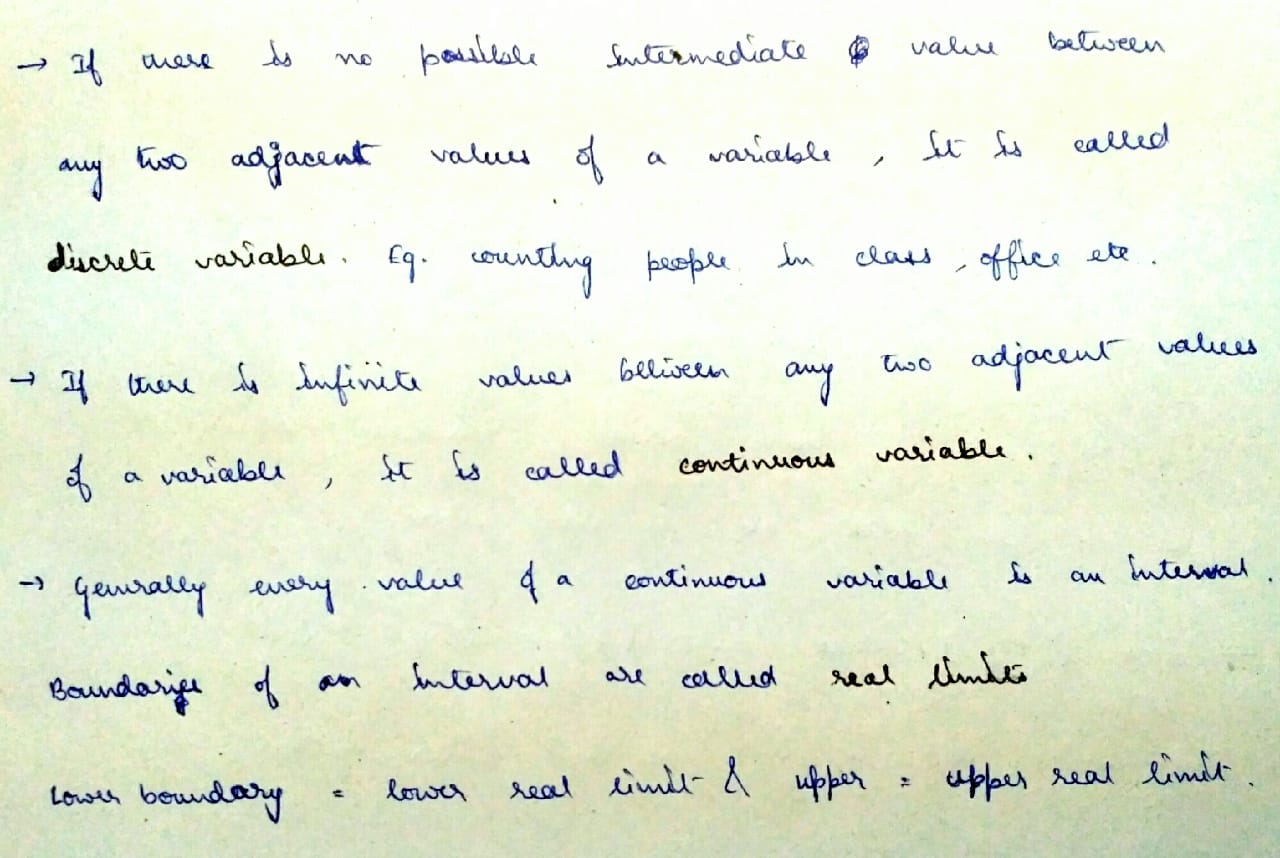 → If there is no possible intermediate value between
any two adjacent values of a variable, it is called
discrete variable. Eg. counting people in class, office etc.
→ If there is infinite values between any two adjacent values
of a variable, it is called continuous variable.
→ Generally every value of a continuous variable is an interval.
Boundaries of an interval are called real limits
Lower boundary = lower real limit & upper = upper real limit.